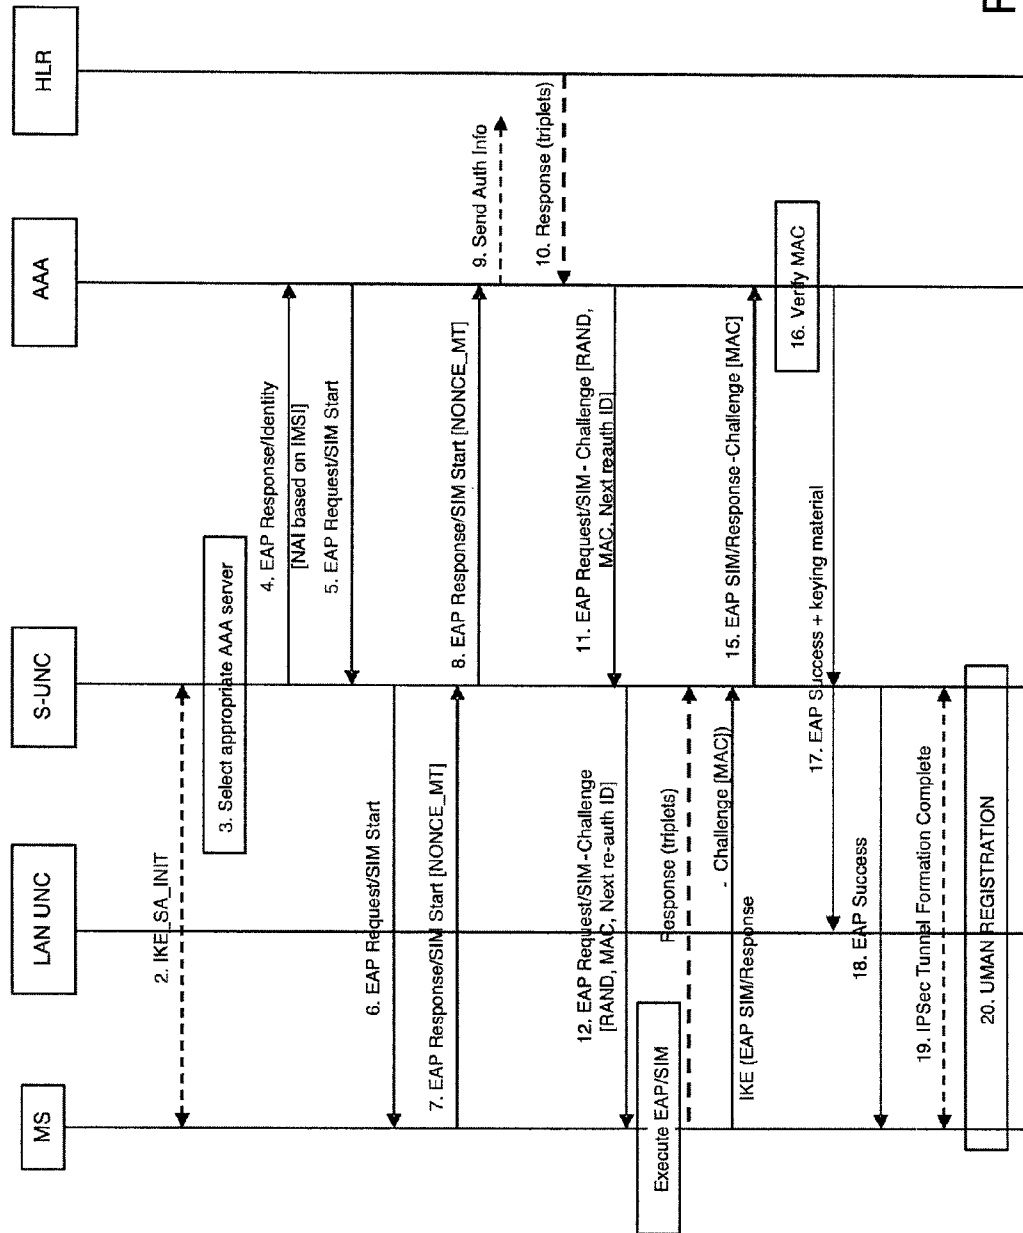 MS
LAN UNC
S-UNC
AAA
HLR
2. IKE_SA_INIT
3. Select appropriate AAA server
4. EAP Response/Identity
[NAI based on IMSI]
5. EAP Request/SIM Start
6. EAP Request/SIM Start
7. EAP Response/SIM Start [NONCE_MT]
8. EAP Response/SIM Start [NONCE_MT]
9. Send Auth Info
10. Response (triplets)
11. EAP Request/SIM - Challenge [RAND,
MAC, Next reauth ID]
12. EAP Request/SIM -Challenge
[RAND, MAC, Next re-auth ID]
Execute EAP/SIM
Response (triplets)
IKE (EAP SIM/Response
- Challenge [MAC])
15. EAP SIM/Response -Challenge [MAC]
16. Verify MAC
17. EAP Success + keying material
18. EAP Success
19. IPSec Tunnel Formation Complete
20. UMAN REGISTRATION